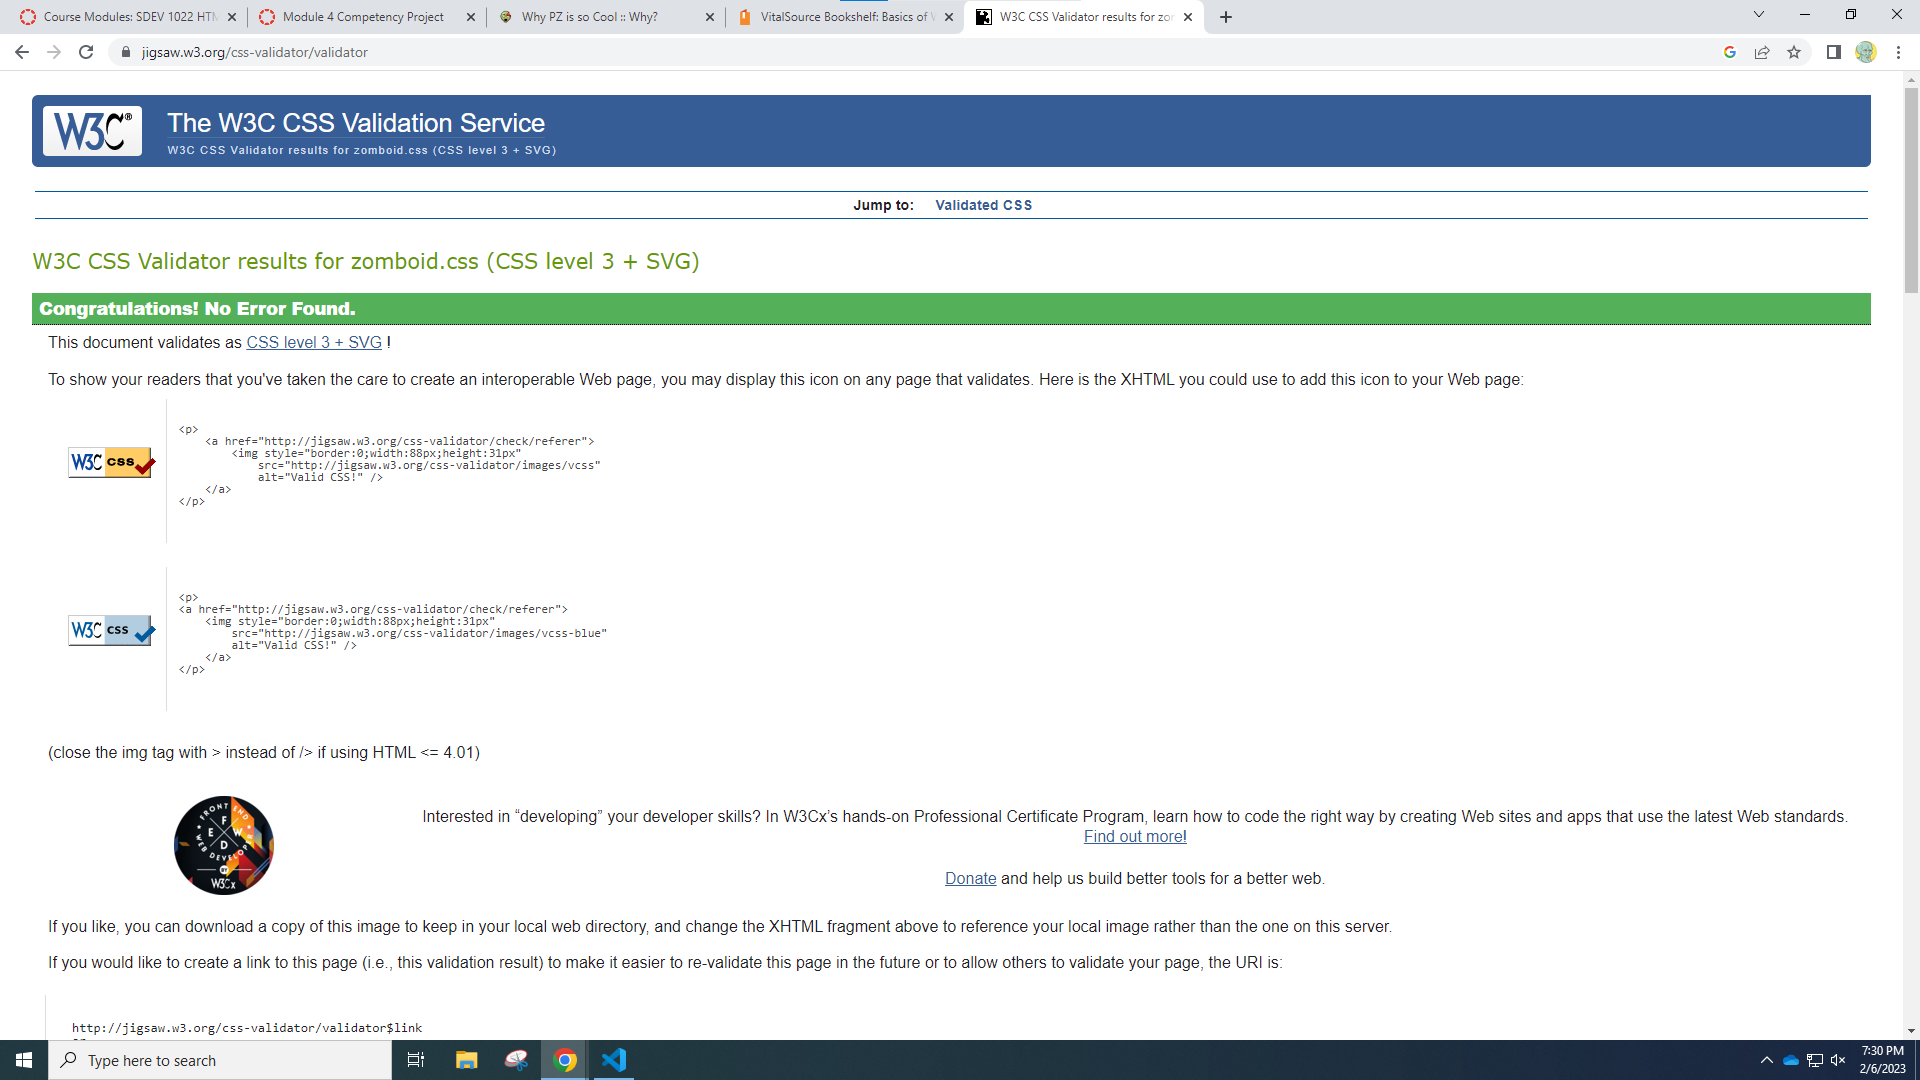 Course Modules: SDEV 1022 HTM
Module 4 Competency Project
Why PZ is so Cool :: Why?
VitalSource Bookshelf: Basics of W
W3C CSS Validator results for zom
jigsaw.w3.org/css-validator/validator
W3C®
The W3C CSS Validation Service
W3C CSS Validator results for zomboid.css (CSS level 3 + SVG)
Jump to: Validated CSS
W3C CSS Validator results for zomboid.css (CSS level 3 + SVG)
Congratulations! No Error Found.
This document validates as CSS level 3 + SVG !
To show your readers that you've taken the care to create an interoperable Web page, you may display this icon on any page that validates. Here is the XHTML you could use to add this icon to your Web page:
W3C CSS
<p>
<a href="http://jigsaw.w3.org/css-validator/check/referer">
<img style="border:0;width:88px;height:31px"
src="http://jigsaw.w3.org/css-validator/images/vcss"
alt="Valid CSS!" />
</a>
</p>
W3C CSS
<p>
<a href="http://jigsaw.w3.org/css-validator/check/referer">
<img style="border:0;width:88px;height:31px"
src="http://jigsaw.w3.org/css-validator/images/vcss-blue"
alt="Valid CSS!" />
</a>
</p>
(close the img tag with > instead of /> if using HTML <= 4.01)
FRONT END
F E W D
WEB DEVELOPER
W3Cx
Interested in “developing” your developer skills? In W3Cx’s hands-on Professional Certificate Program, learn how to code the right way by creating Web sites and apps that use the latest Web standards.
Find out more!
Donate and help us build better tools for a better web.
If you like, you can download a copy of this image to keep in your local web directory, and change the XHTML fragment above to reference your local image rather than the one on this server.
If you would like to create a link to this page (i.e., this validation result) to make it easier to re-validate this page in the future or to allow others to validate your page, the URI is:
http://jigsaw.w3.org/css-validator/validator$link
Type here to search
7:30 PM
2/6/2023